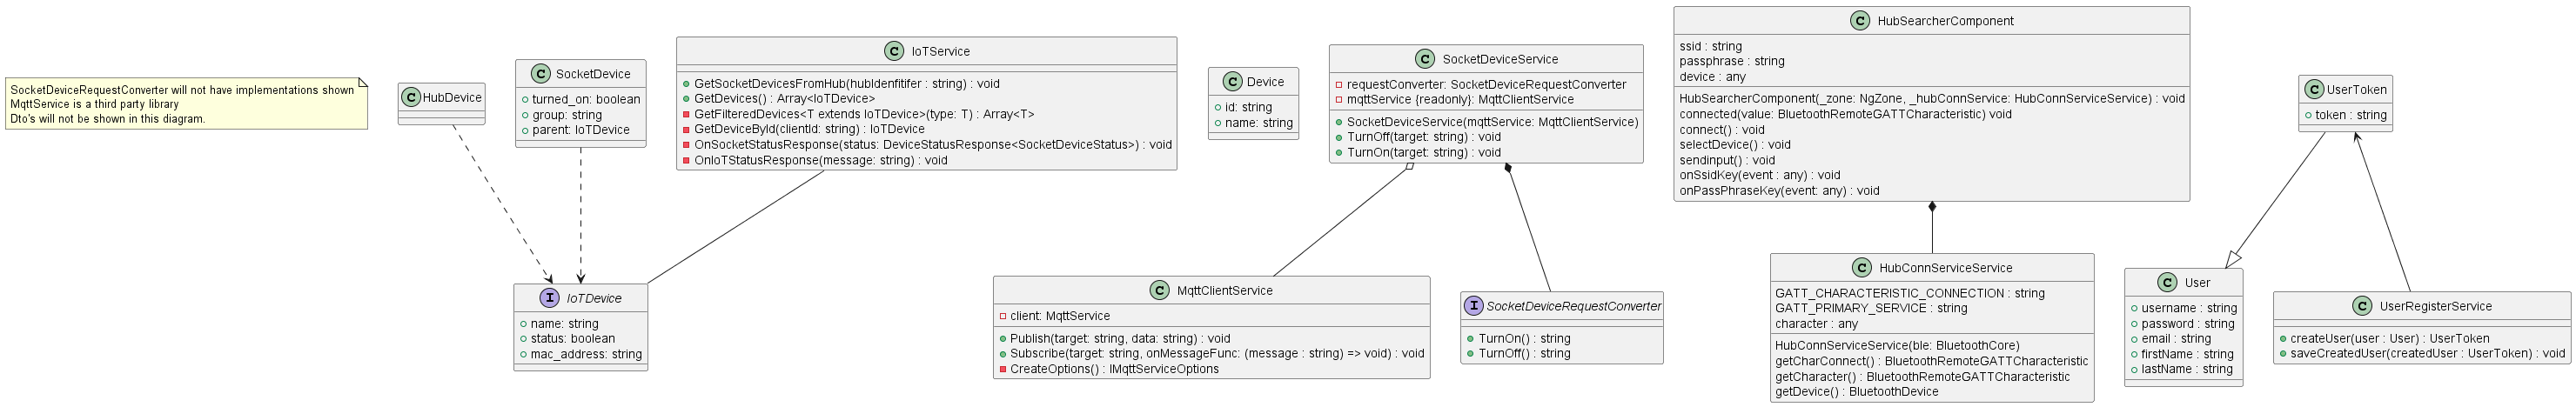 SocketDeviceRequestConverter will not have implementations shown
MqttService is a third party library
Dto's will not be shown in this diagram.
C HubDevice
C SocketDevice
turned_on: boolean
group: string
parent: IoTDevice
C IoTService
GetSocketDevicesFromHub(hubIdenfitifer : string) : void
GetDevices() : Array<IoTDevice>
GetFilteredDevices<T extends IoTDevice>(type: T) : Array<T>
GetDeviceById(clientId: string) : IoTDevice
OnSocketStatusResponse(status: DeviceStatusResponse<SocketDeviceStatus>) : void
OnIoTStatusResponse(message: string) : void
C Device
id: string
name: string
C SocketDeviceService
requestConverter: SocketDeviceRequestConverter
mqttService {readonly}: MqttClientService
SocketDeviceService(mqttService: MqttClientService)
TurnOff(target: string) : void
TurnOn(target: string) : void
C HubSearcherComponent
ssid : string
passphrase : string
device : any
HubSearcherComponent(_zone: NgZone, _hubConnService: HubConnServiceService) : void
connected(value: BluetoothRemoteGATTCharacteristic) void
connect() : void
selectDevice() : void
sendinput() : void
onSsidKey(event : any) : void
onPassPhraseKey(event: any) : void
C UserToken
token : string
I IoTDevice
name: string
status: boolean
mac_address: string
C MqttClientService
client: MqttService
Publish(target: string, data: string) : void
Subscribe(target: string, onMessageFunc: (message : string) => void) : void
CreateOptions() : IMqttServiceOptions
I SocketDeviceRequestConverter
TurnOn() : string
TurnOff() : string
C HubConnServiceService
GATT_CHARACTERISTIC_CONNECTION : string
GATT_PRIMARY_SERVICE : string
character : any
HubConnServiceService(ble: BluetoothCore)
getCharConnect() : BluetoothRemoteGATTCharacteristic
getCharacter() : BluetoothRemoteGATTCharacteristic
getDevice() : BluetoothDevice
C User
username : string
password : string
email : string
firstName : string
lastName : string
C UserRegisterService
createUser(user : User) : UserToken
saveCreatedUser(createdUser : UserToken) : void